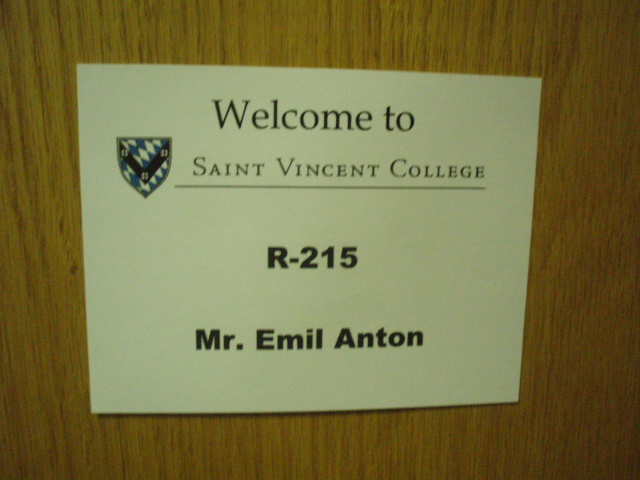 Welcome to
SAINT VINCENT COLLEGE
R-215
Mr. Emil Anton